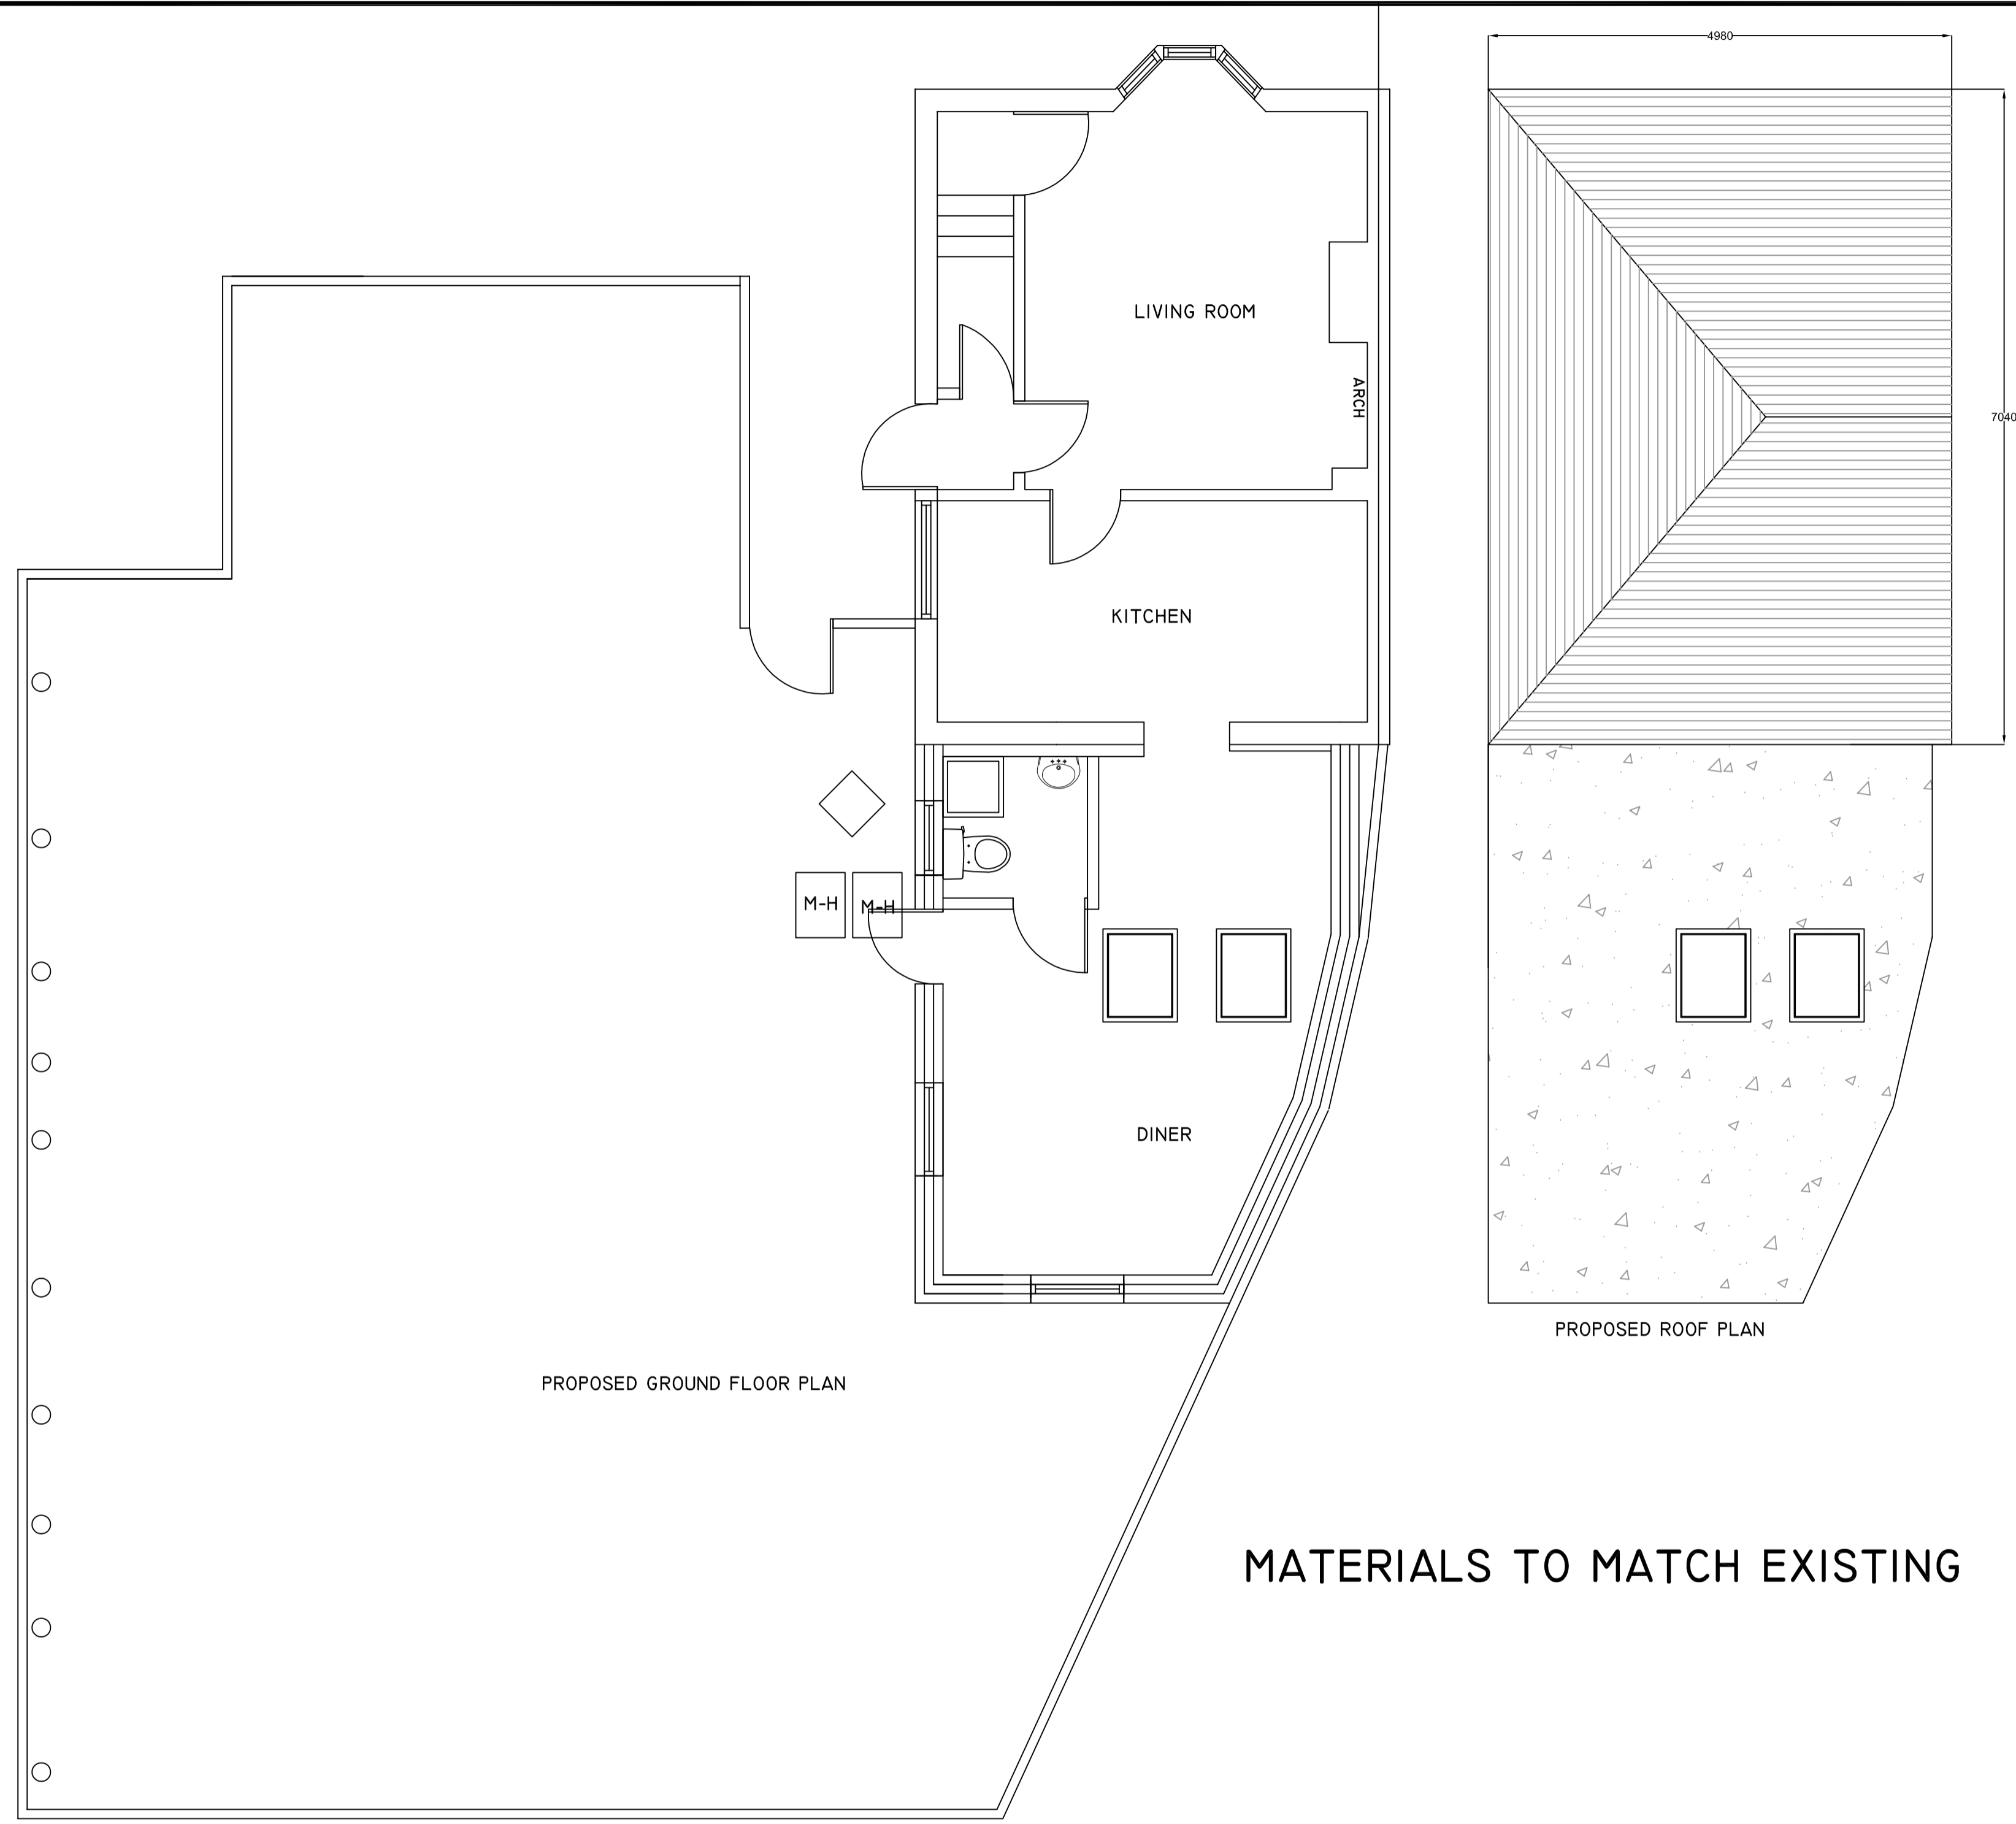 4980
LIVING ROOM
ARCH
7040
KITCHEN
M-H
M-H
DINER
PROPOSED ROOF PLAN
PROPOSED GROUND FLOOR PLAN
MATERIALS TO MATCH EXISTING